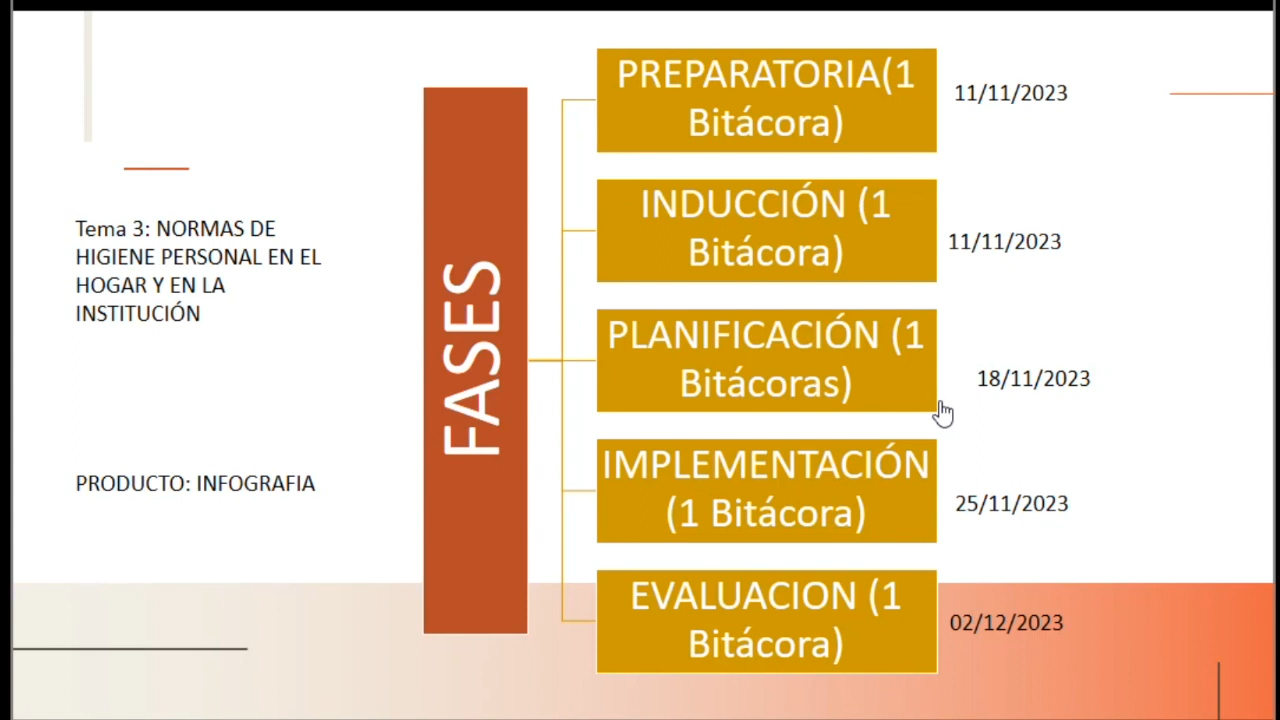 Tema 3: NORMAS DE
HIGIENE PERSONAL EN EL
HOGAR Y EN LA
INSTITUCIÓN
PRODUCTO: INFOGRAFIA
FASES
PREPARATORIA(1
Bitácora)
11/11/2023
INDUCCIÓN (1
Bitácora)
11/11/2023
PLANIFICACIÓN (1
Bitácoras)
18/11/2023
IMPLEMENTACIÓN
(1 Bitácora)
25/11/2023
EVALUACION (1
Bitácora)
02/12/2023